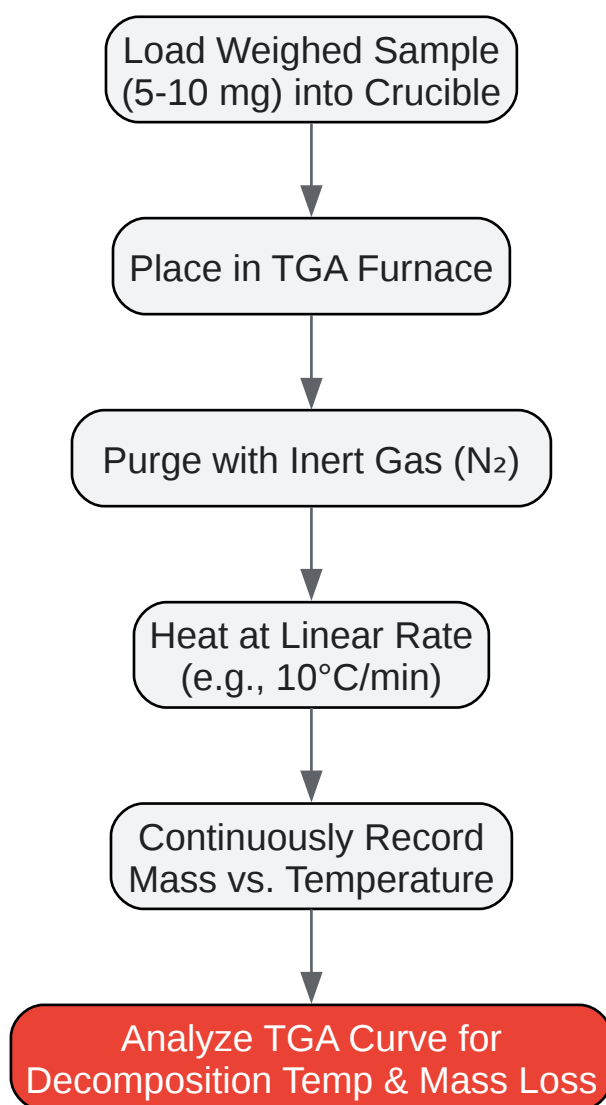 Load Weighed Sample
(5-10 mg) into Crucible
Place in TGA Furnace
Purge with Inert Gas (N₂)
Heat at Linear Rate
(e.g., 10°C/min)
Continuously Record
Mass vs. Temperature
Analyze TGA Curve for
Decomposition Temp & Mass Loss